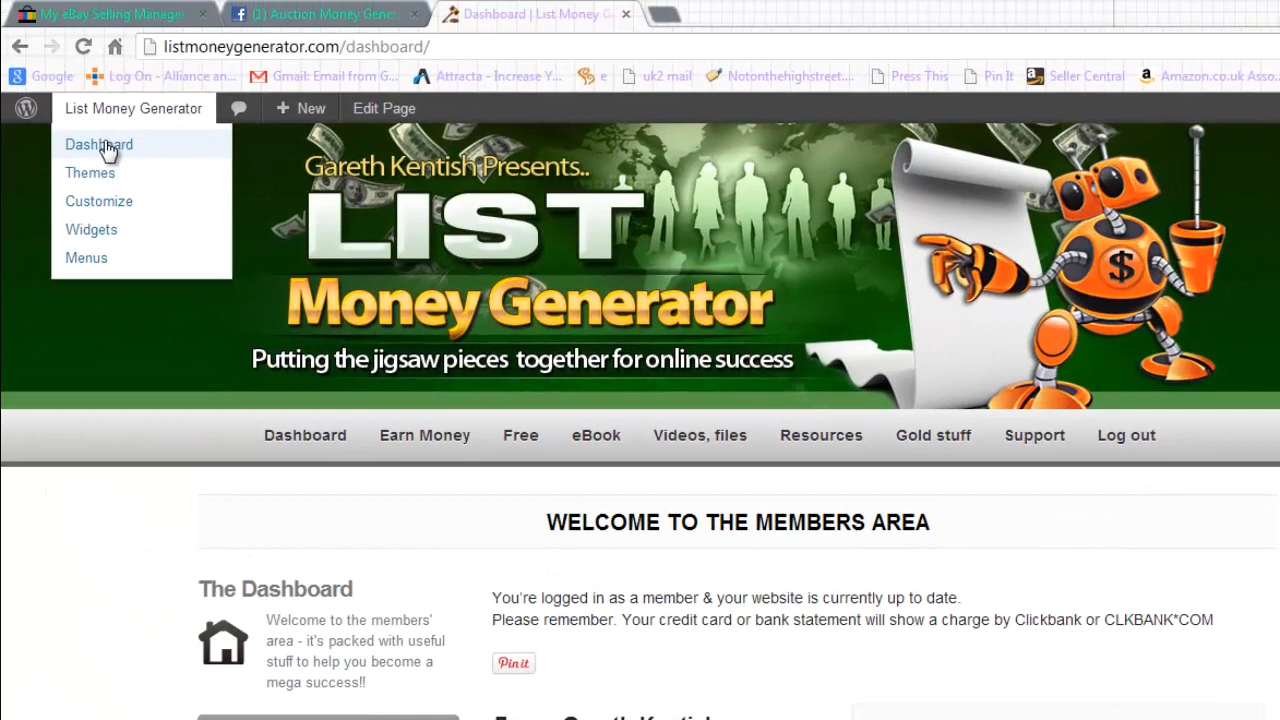 My eBay Selling Manager
(1) Auction Money Gene
Dashboard | List Money G
listmoneygenerator.com/dashboard/
Google
Log On - Alliance an...
Gmail: Email from G...
Attracta - Increase Y...
e
uk2 mail
Notonthehighstreet....
Press This
Pin It
Seller Central
Amazon.co.uk Asso...
List Money Generator
New
Edit Page
Dashboard
Themes
Customize
Widgets
Menus
Gareth Kentish Presents..
LIST
Money Generator
Putting the jigsaw pieces together for online success
$
Dashboard Earn Money Free eBook Videos, files Resources Gold stuff Support Log out
WELCOME TO THE MEMBERS AREA
The Dashboard
Welcome to the members'
area - it's packed with useful
stuff to help you become a
mega success!!
You're logged in as a member & your website is currently up to date.
Please remember. Your credit card or bank statement will show a charge by Clickbank or CLKBANK*COM
Pin it